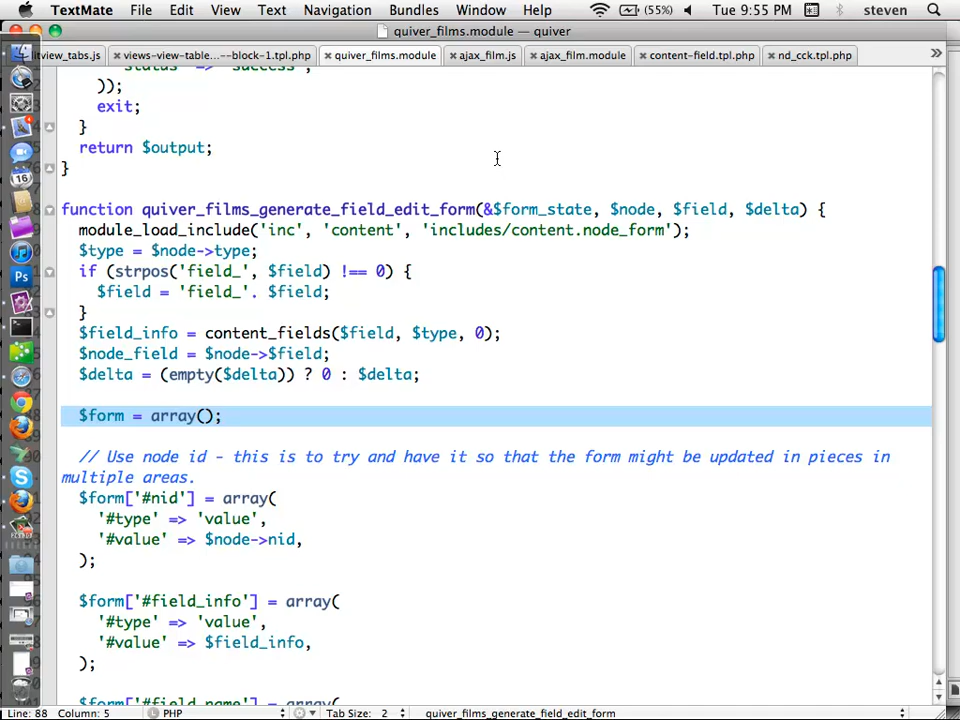 TextMate File Edit View Text Navigation Bundles Window Help (55%) Tue 9:55 PM steven
quiver_films.module — quiver
litview_tabs.js × views-view-table...--block-1.tpl.php × quiver_films.module × ajax_film.js × ajax_film.module × content-field.tpl.php × nd_cck.tpl.php »
'status' => 'success',
));
exit;
}
return $output;
}
function quiver_films_generate_field_edit_form(&$form_state, $node, $field, $delta) {
module_load_include('inc', 'content', 'includes/content.node_form');
$type = $node->type;
if (strpos('field_', $field) !== 0) {
$field = 'field_'. $field;
}
$field_info = content_fields($field, $type, 0);
$node_field = $node->$field;
$delta = (empty($delta)) ? 0 : $delta;
$form = array();
// Use node id - this is to try and have it so that the form might be updated in pieces in
multiple areas.
$form['#nid'] = array(
'#type' => 'value',
'#value' => $node->nid,
);
$form['#field_info'] = array(
'#type' => 'value',
'#value' => $field_info,
);
$form['#field_name'] = array(
Line: 88 Column: 5 PHP Tab Size: 2 quiver_films_generate_field_edit_form